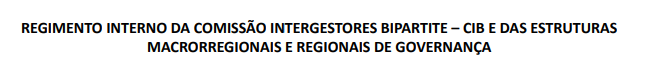 REGIMENTO INTERNO DA COMISSÃO INTERGESTORES BIPARTITE – CIB E DAS ESTRUTURAS
MACRORREGIONAIS E REGIONAIS DE GOVERNANÇA